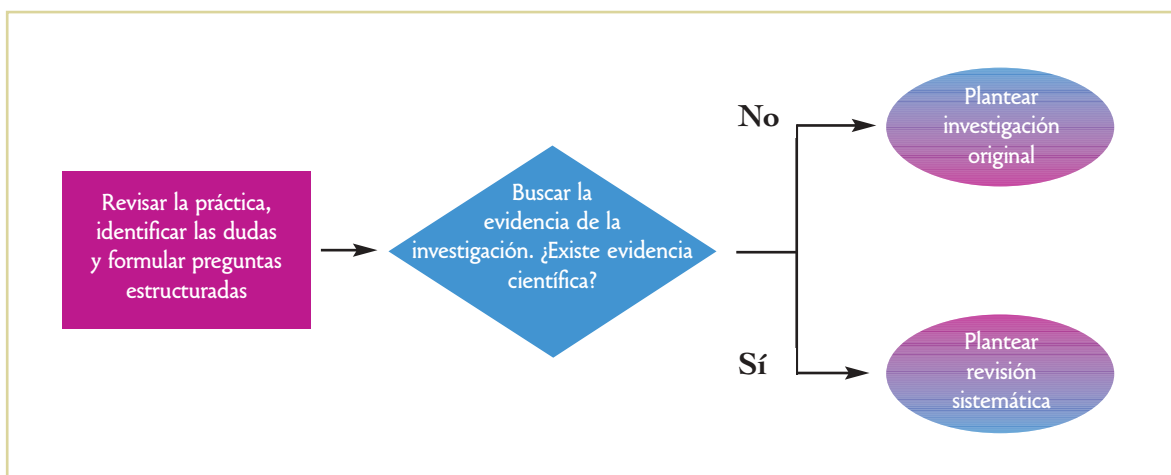 Revisar la práctica,
identificar las dudas
y formular preguntas
estructuradas
Buscar la
evidencia de la
investigación. ¿Existe evidencia
científica?
No
Plantear
investigación
original
Sí
Plantear
revisión
sistemática